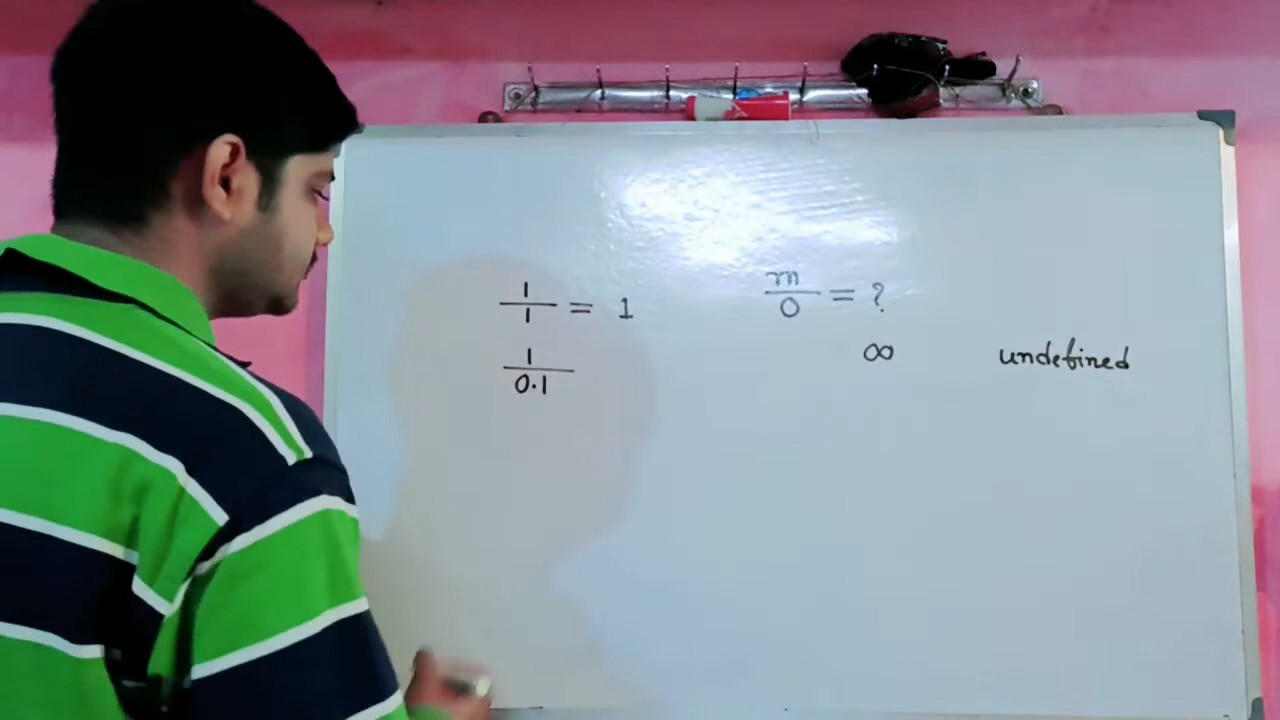 1/1 = 1
m/0 = ?
1/0.1
∞
undefined